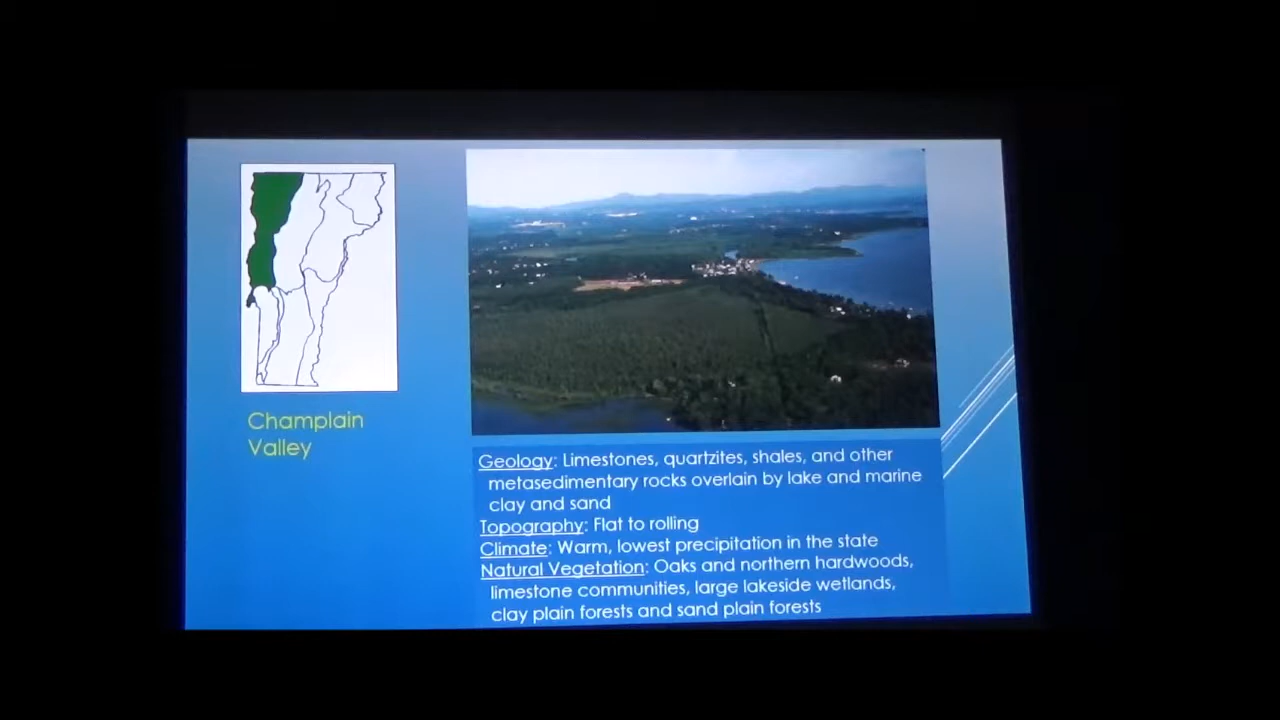 Champlain
Valley
Geology: Limestones, quartzites, shales, and other
metasedimentary rocks overlain by lake and marine
clay and sand
Topography: Flat to rolling
Climate: Warm, lowest precipitation in the state
Natural Vegetation: Oaks and northern hardwoods,
limestone communities, large lakeside wetlands,
clay plain forests and sand plain forests